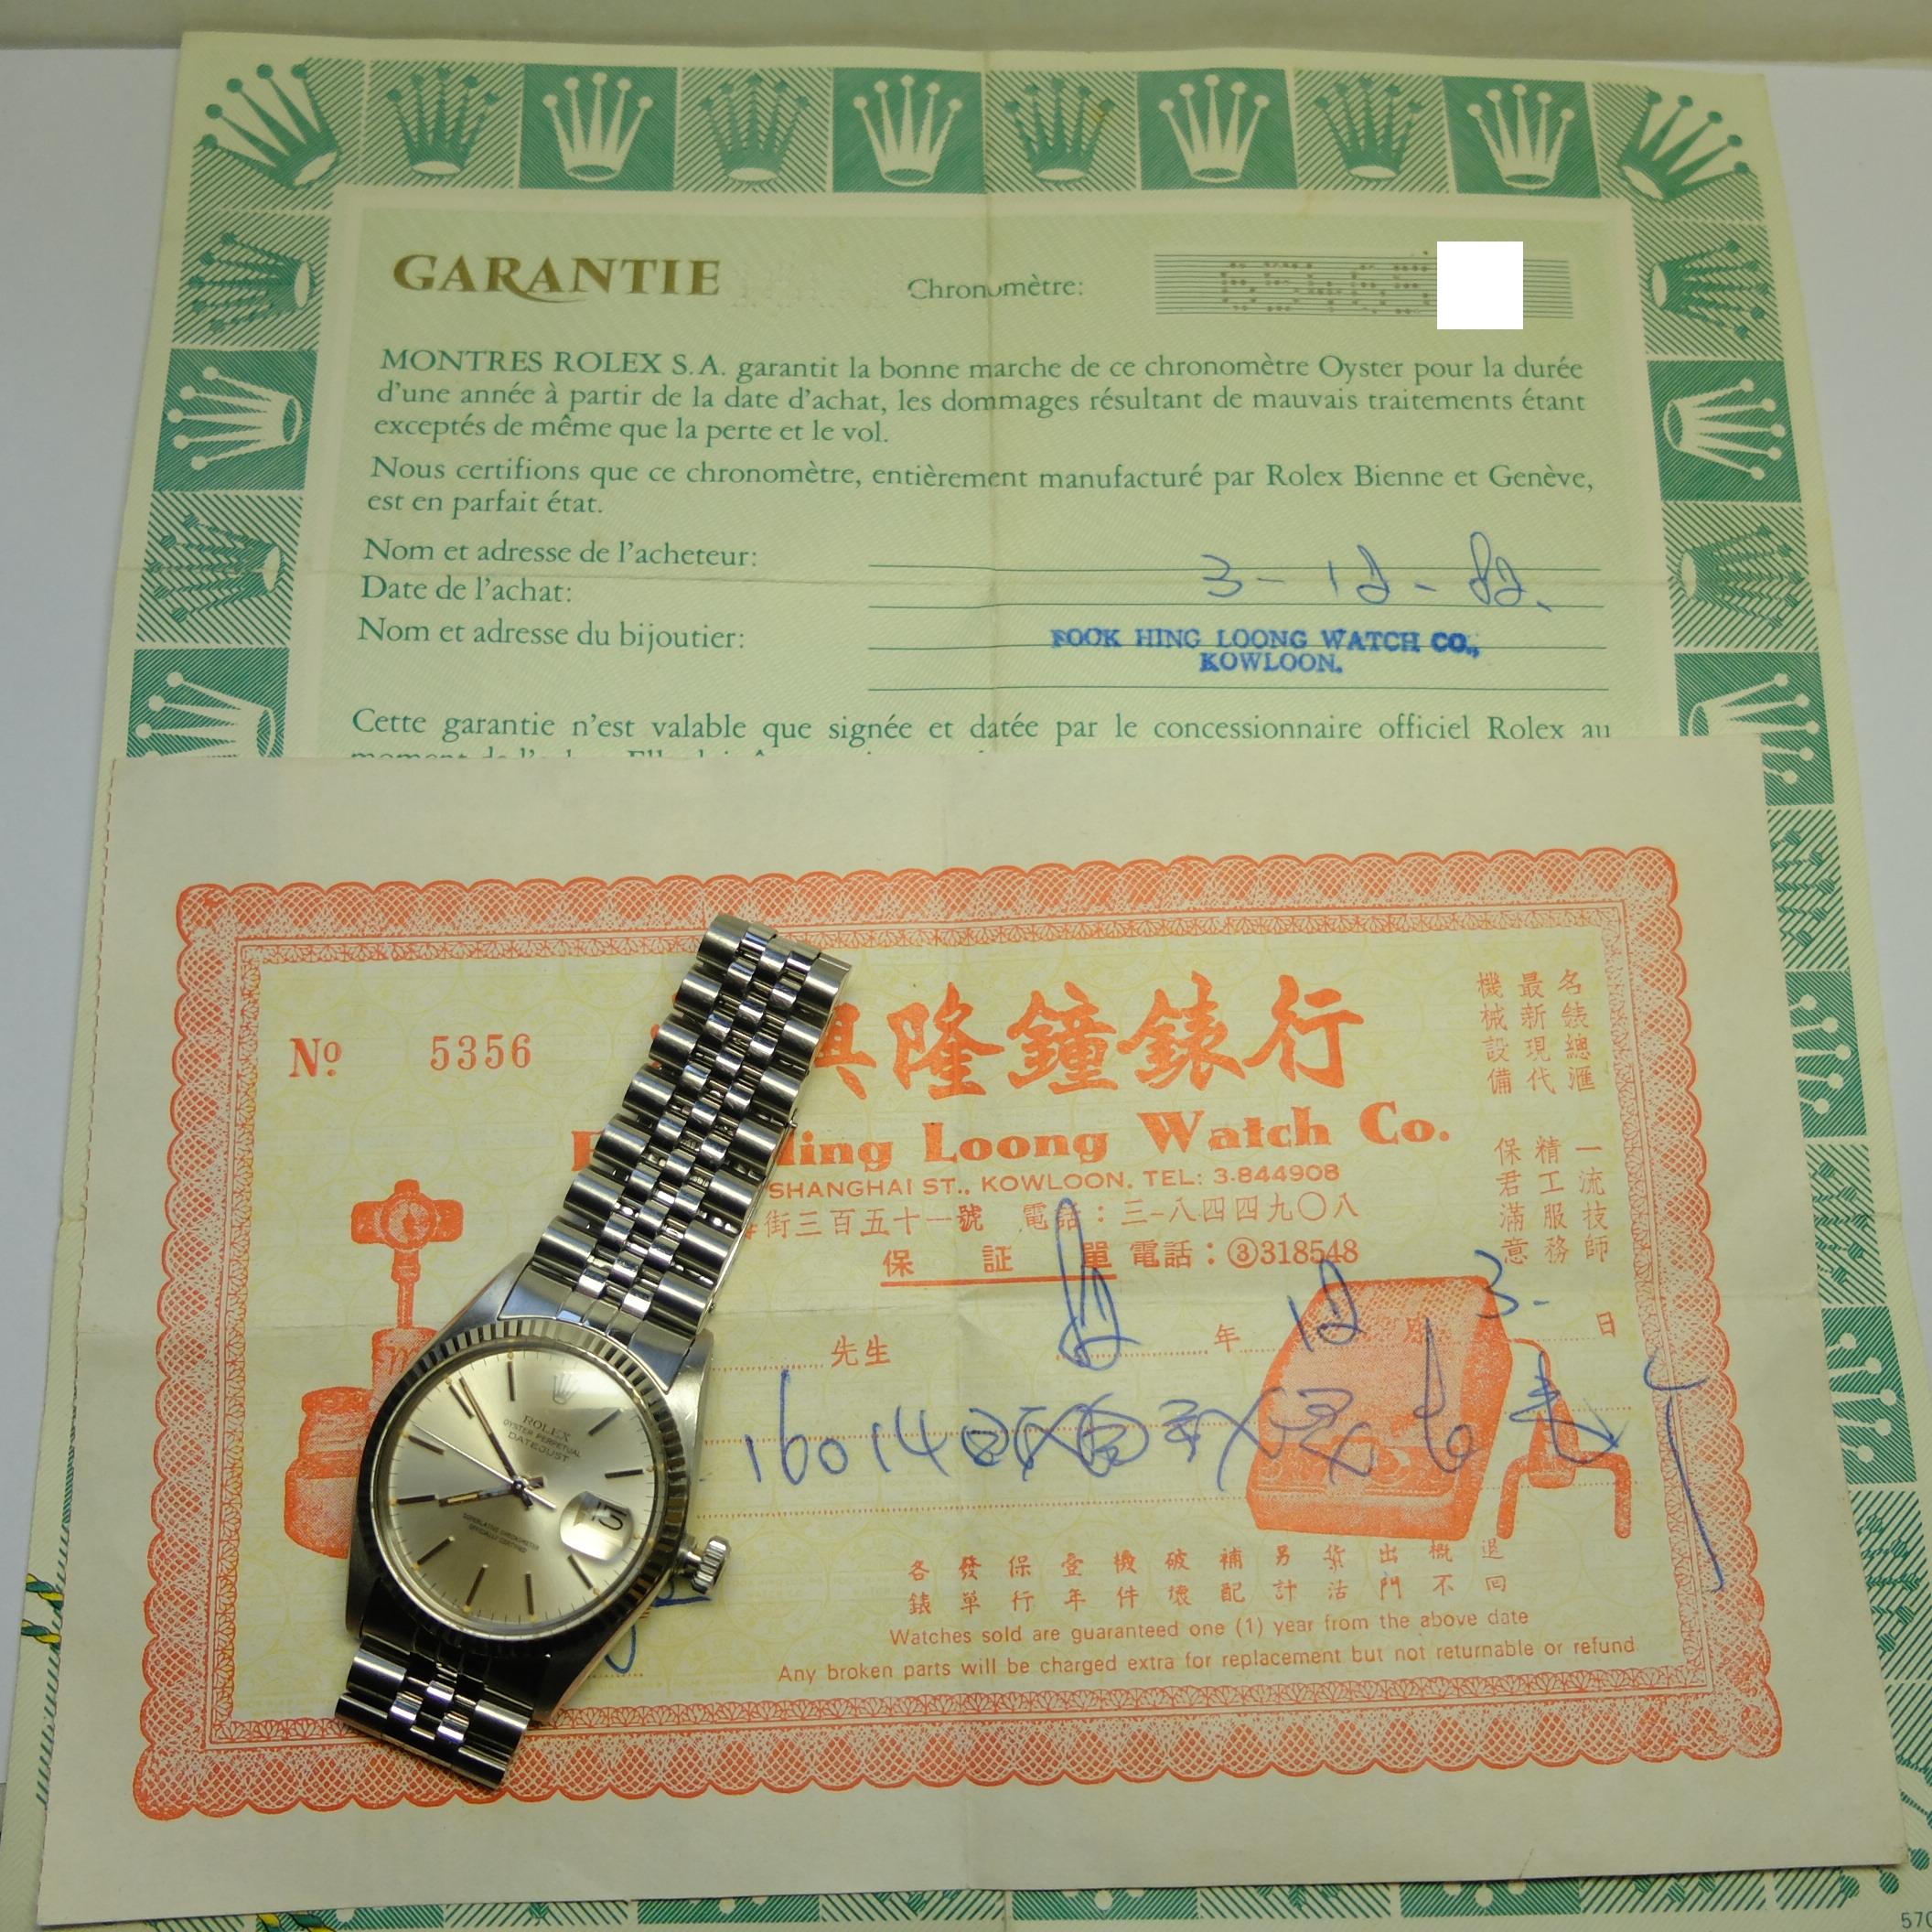 GARANTIE
Chronomètre:
MONTRES ROLEX S.A. garantit la bonne marche de ce chronomètre Oyster pour la durée
d'une année à partir de la date d'achat, les dommages résultant de mauvais traitements étant
exceptés de même que la perte et le vol.
Nous certifions que ce chronomètre, entièrement manufacturé par Rolex Bienne et Genève,
est en parfait état.
Nom et adresse de l'acheteur:
Date de l'achat: 3-12-82.
Nom et adresse du bijoutier: FOOK HING LOONG WATCH CO.,
KOWLOON.
Cette garantie n'est valable que signée et datée par le concessionnaire officiel Rolex au
名錶總滙
最新現代
機械設備
一流技師
精工服務
保君滿意
興隆鐘錶行
Nº 5356
Hing Loong Watch Co.
SHANGHAI ST., KOWLOON. TEL: 3-844908
街三百五十一號 電話：三–八四四九〇八
保証單 電話：③318548
先生 82 年 12 3- 日
16014
ROLEX
OYSTER PERPETUAL
DATEJUST
SUPERLATIVE CHRONOMETER
OFFICIALLY CERTIFIED
15
各發保壹機破補另貨出概退
錶單行年件壞配計沽門不回
Watches sold are guaranteed one (1) year from the above date
Any broken parts will be charged extra for replacement but not returnable or refund